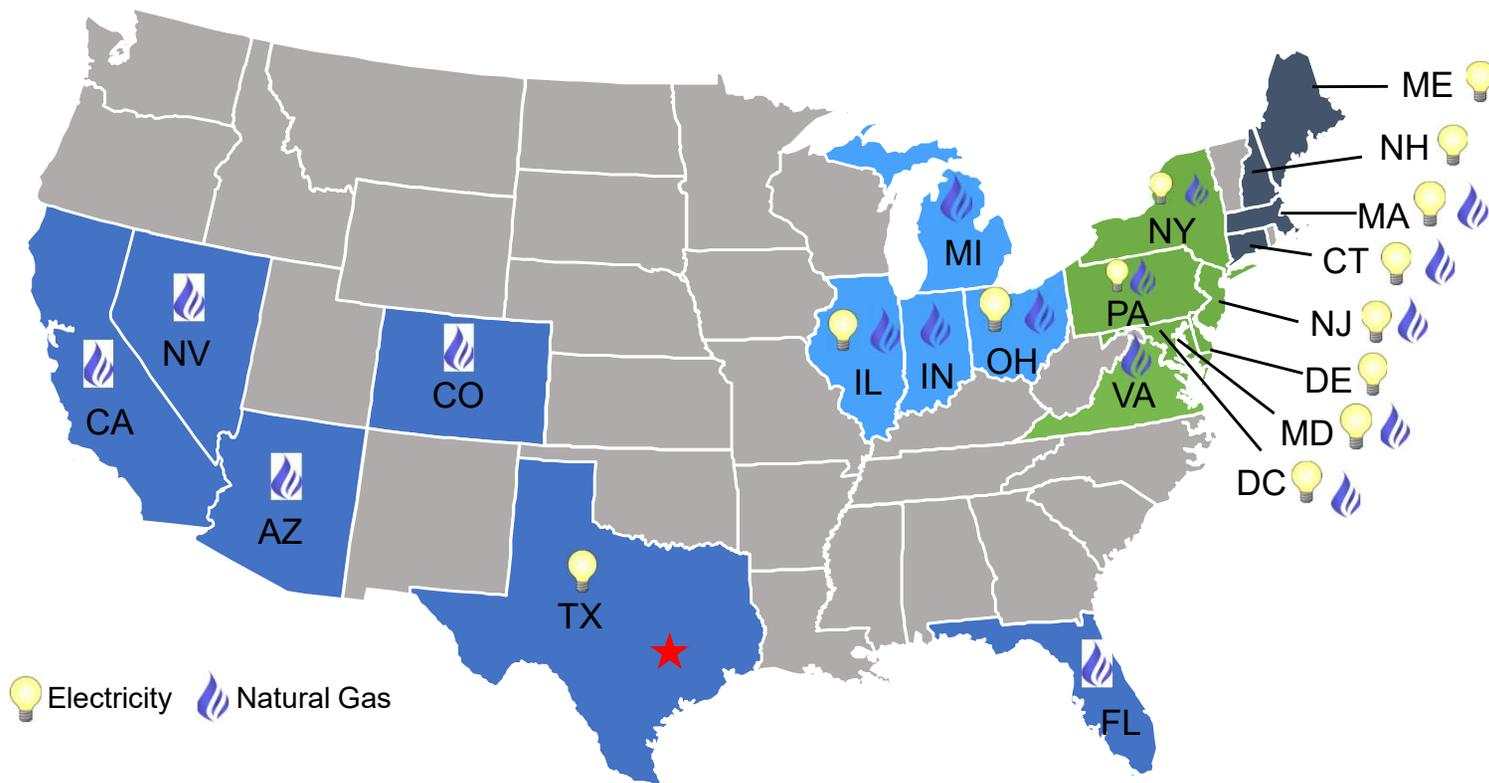 ME
NH
MA
NY
CT
MI
NJ
PA
NV
DE
OH
IN
IL
CO
VA
CA
MD
DC
AZ
TX
Electricity
Natural Gas
FL